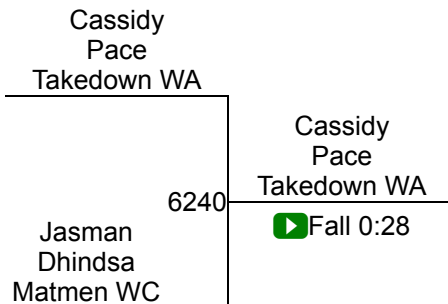 Cassidy
Pace
Takedown WA
6240
Jasman
Dhindsa
Matmen WC
Cassidy
Pace
Takedown WA
Fall 0:28